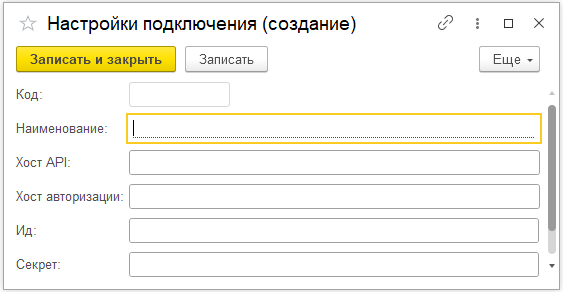 Настройки подключения (создание)
Записать и закрыть Записать Еще
Код:
Наименование:
Хост API:
Хост авторизации:
Ид:
Секрет: